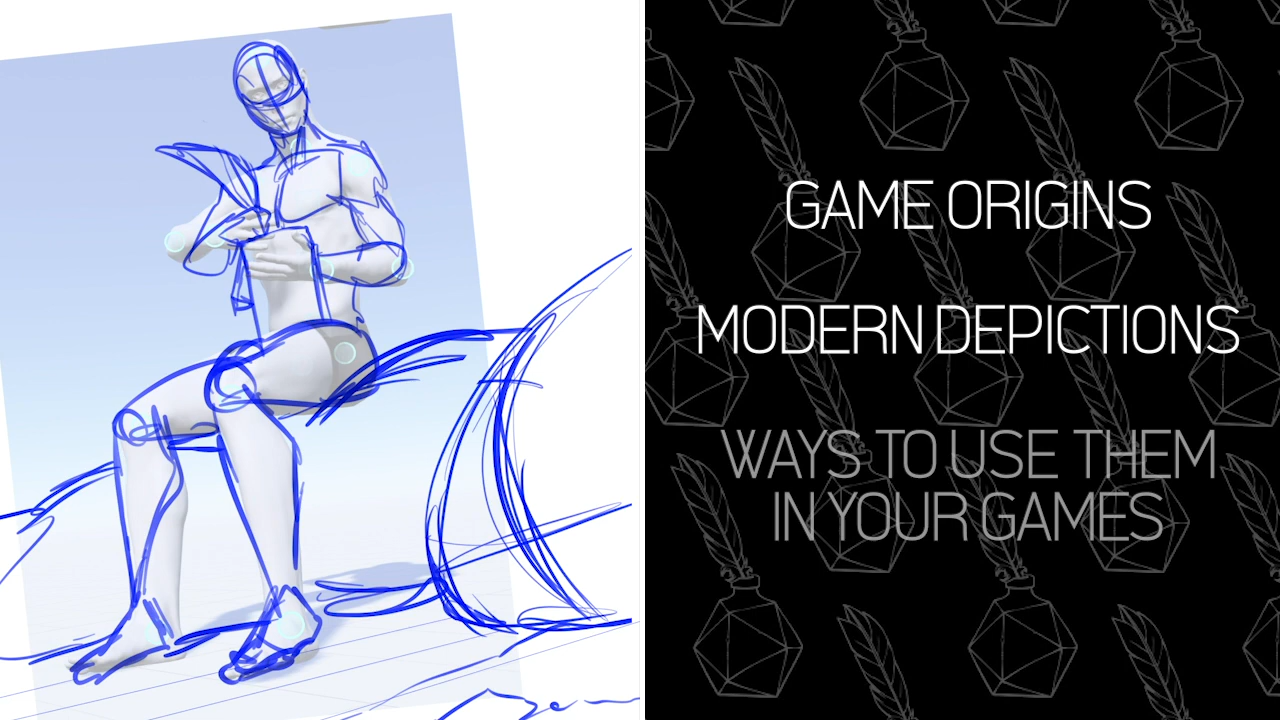 GAME ORIGINS
MODERN DEPICTIONS
WAYS TO USE THEM
IN YOUR GAMES